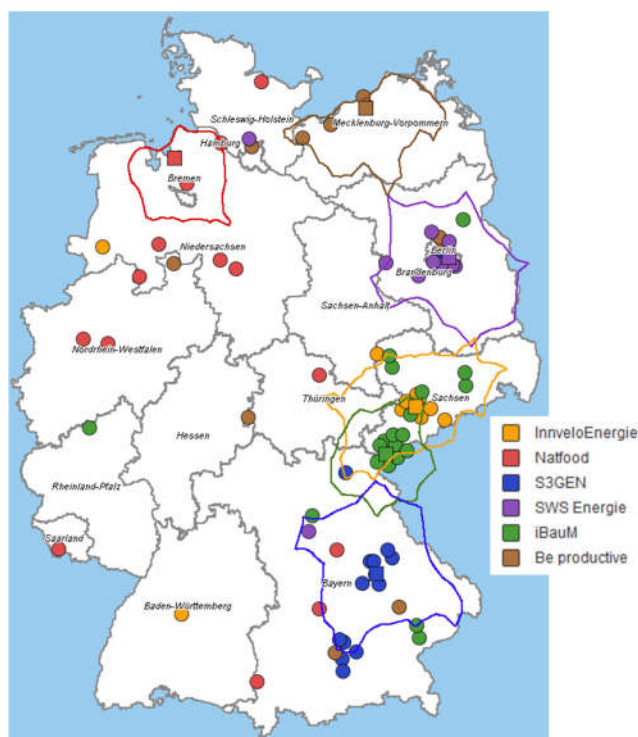 Schleswig-Holstein
Mecklenburg-Vorpommern
Hamburg
Bremen
Niedersachsen
Berlin
Brandenburg
Sachsen-Anhalt
Nordrhein-Westfalen
Thüringen
Sachsen
Hessen
Rheinland-Pfalz
Saarland
Bayern
Baden-Württemberg
InnveloEnergie
Natfood
S3GEN
SWS Energie
iBauM
Be productive